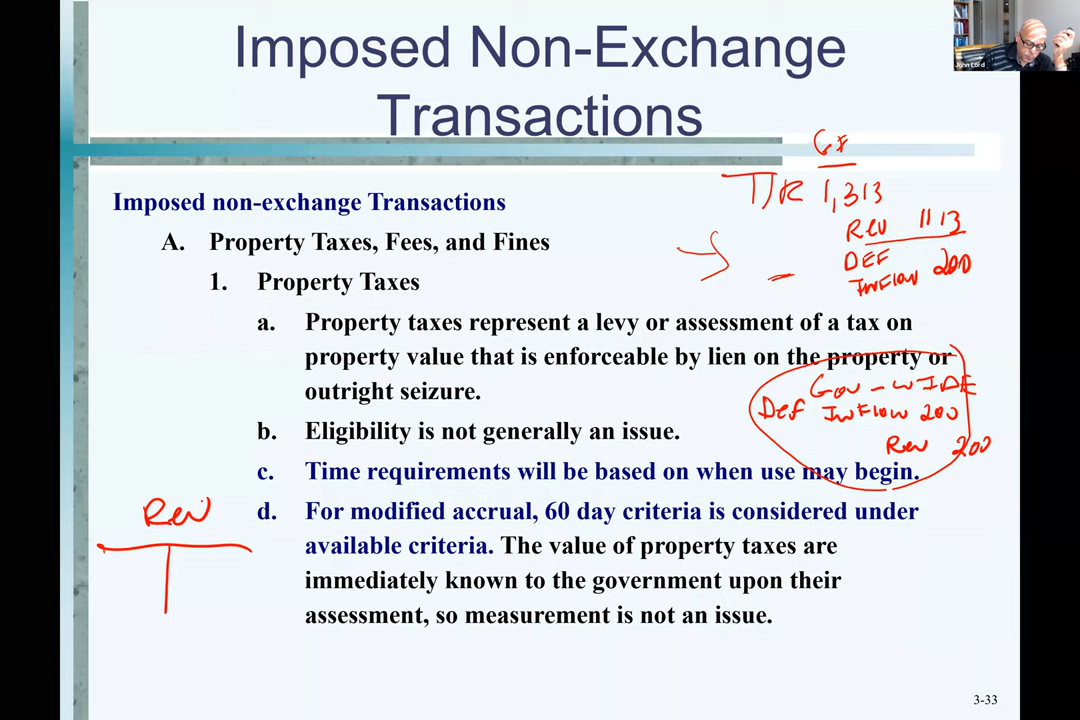 Imposed Non-Exchange
Transactions
John Lord
GF
T/R 1,313
Rev 1113
DEF
INFLOW 200
Imposed non-exchange Transactions
A. Property Taxes, Fees, and Fines
1. Property Taxes
a. Property taxes represent a levy or assessment of a tax on
property value that is enforceable by lien on the property or
outright seizure.
Gov - WIDE
Def INFLOW 200
Rev 200
b. Eligibility is not generally an issue.
c. Time requirements will be based on when use may begin.
Rev
d. For modified accrual, 60 day criteria is considered under
available criteria. The value of property taxes are
immediately known to the government upon their
assessment, so measurement is not an issue.
3-33